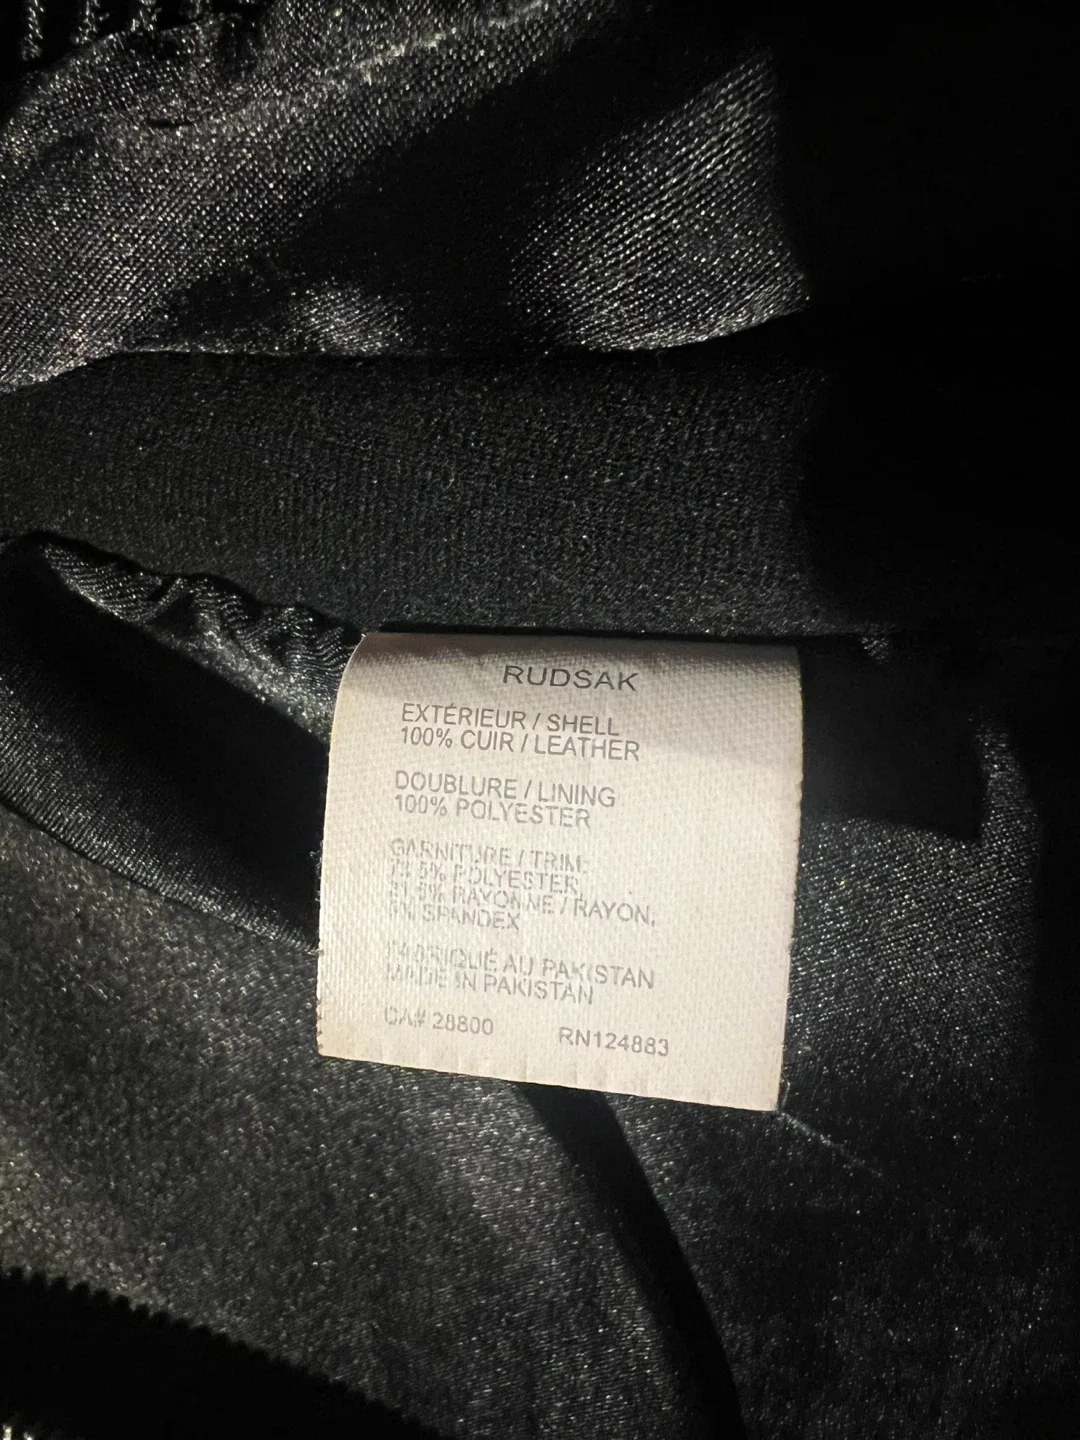 RUDSAK
EXTÉRIEUR / SHELL
100% CUIR / LEATHER
DOUBLURE / LINING
100% POLYESTER
GARNITURE / TRIM:
POLYESTER,
RAYONNE / RAYON,
SPANDEX
FABRIQUÉ AU PAKISTAN
MADE IN PAKISTAN
CA# 28800 RN124883